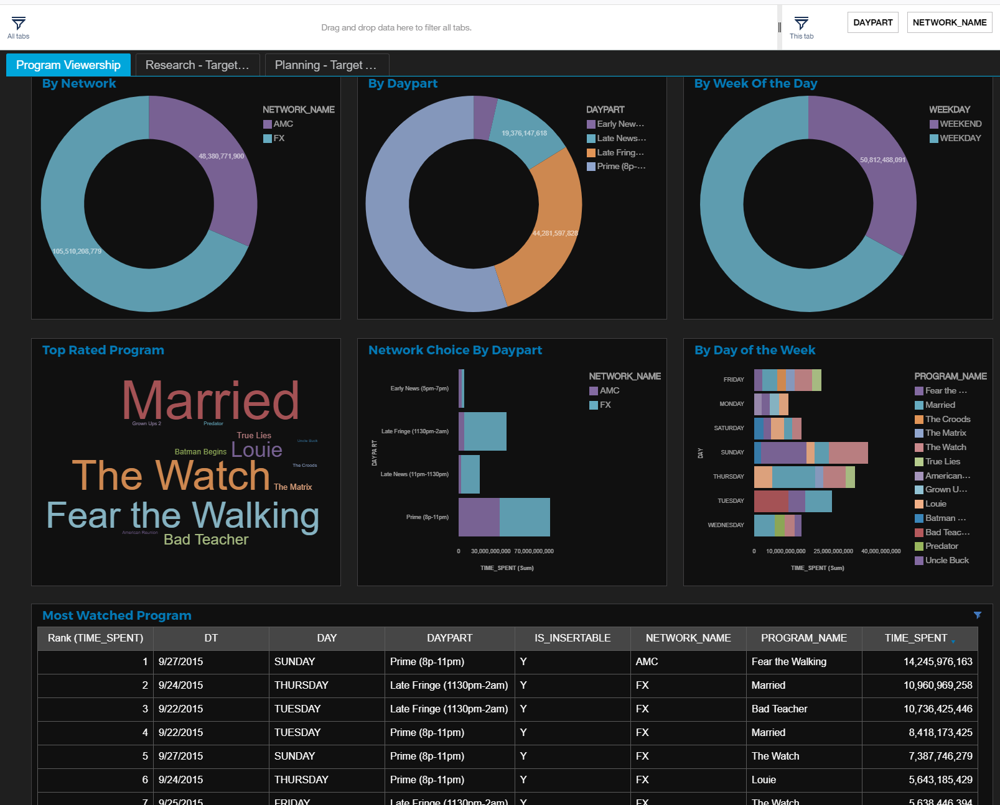 Drag and drop data here to filter all tabs.
All tabs
This tab
DAYPART
NETWORK_NAME
Program Viewership
Research - Target...
Planning - Target ...
By Network
NETWORK_NAME
AMC
FX
48,380,771,900
105,510,208,779
By Daypart
DAYPART
Early New...
Late News...
Late Fring...
Prime (8p-...
19,376,147,618
44,281,597,828
By Week Of the Day
WEEKDAY
WEEKEND
WEEKDAY
50,812,488,091
Top Rated Program
Married
Grown Ups 2
Predator
True Lies
Uncle Buck
Batman Begins
Louie
The Watch
The Croods
The Matrix
Fear the Walking
American Reunion
Bad Teacher
Network Choice By Daypart
NETWORK_NAME
AMC
FX
DAYPART
Early News (5pm-7pm)
Late Fringe (1130pm-2am)
Late News (11pm-1130pm)
Prime (8p-11pm)
0 30,000,000,000 70,000,000,000
TIME_SPENT (Sum)
By Day of the Week
DAY
FRIDAY
MONDAY
SATURDAY
SUNDAY
THURSDAY
TUESDAY
WEDNESDAY
0 10,000,000,000 25,000,000,000 40,000,000,000
TIME_SPENT (Sum)
PROGRAM_NAME
Fear the ...
Married
The Croods
The Matrix
The Watch
True Lies
American...
Grown U...
Louie
Batman ...
Bad Teac...
Predator
Uncle Buck
Most Watched Program
Rank (TIME_SPENT) DT DAY DAYPART IS_INSERTABLE NETWORK_NAME PROGRAM_NAME TIME_SPENT
1 9/27/2015 SUNDAY Prime (8p-11pm) Y AMC Fear the Walking 14,245,976,163
2 9/24/2015 THURSDAY Late Fringe (1130pm-2am) Y FX Married 10,960,969,258
3 9/22/2015 TUESDAY Late Fringe (1130pm-2am) Y FX Bad Teacher 10,736,425,446
4 9/22/2015 TUESDAY Prime (8p-11pm) Y FX Married 8,418,173,425
5 9/27/2015 SUNDAY Prime (8p-11pm) Y FX The Watch 7,387,746,279
6 9/24/2015 THURSDAY Prime (8p-11pm) Y FX Louie 5,643,185,429
7 9/25/2015 FRIDAY Late Fringe (1130pm-2am) Y FX The Watch 5,638,446,394